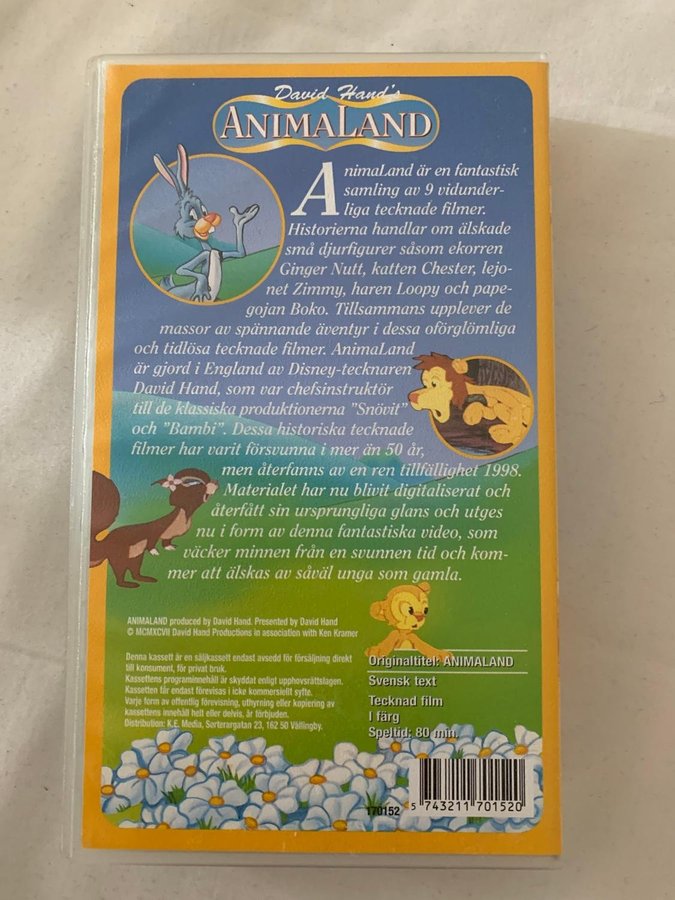 David Hand's
ANIMALAND
AnimaLand är en fantastisk
samling av 9 vidunder-
liga tecknade filmer.
Historierna handlar om älskade
små djurfigurer såsom ekorren
Ginger Nutt, katten Chester, lejo-
net Zimmy, haren Loopy och pape-
gojan Boko. Tillsammans upplever de
massor av spännande äventyr i dessa oförglömliga
och tidlösa tecknade filmer. AnimaLand
är gjord i England av Disney-tecknaren
David Hand, som var chefsinstruktör
till de klassiska produktionerna "Snövit"
och "Bambi". Dessa historiska tecknade
filmer har varit försvunna i mer än 50 år,
men återfanns av en ren tillfällighet 1998.
Materialet har nu blivit digitaliserat och
återfått sin ursprungliga glans och utges
nu i form av denna fantastiska video, som
väcker minnen från en svunnen tid och kom-
mer att älskas av såväl unga som gamla.
ANIMALAND produced by David Hand. Presented by David Hand
© MCMXCVII David Hand Productions in association with Ken Kramer
Denna kassett är en säljkasselt endast avsedd för försäljning direkt
till konsument, för privat bruk.
Kassettens programinnehåll är skyddat enligt upphovsrättslagen.
Kassetten får endast förevisas i icke kommersiellt syfte.
Varje form av offentlig förevisning, uthyrning eller kopiering av
kassettens innehåll helt eller delvis, är förbjuden.
Distribution: K.E. Media, Sorterargatan 23, 162 50 Vällingby.
Originaltitel: ANIMALAND
Svensk text
Tecknad film
I färg
Speltid: 80 min.
170152
5 743211 701520